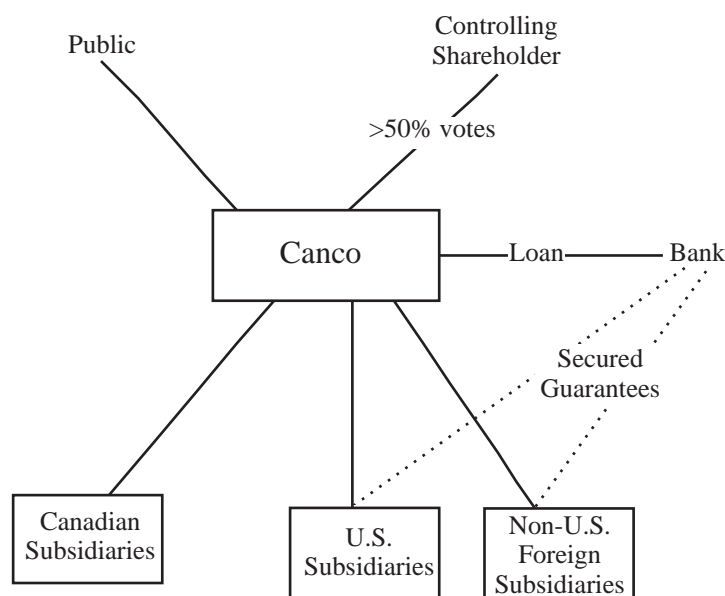 Public
Controlling
Shareholder
>50% votes
Canco
Loan
Bank
Secured
Guarantees
Canadian
Subsidiaries
U.S.
Subsidiaries
Non-U.S.
Foreign
Subsidiaries